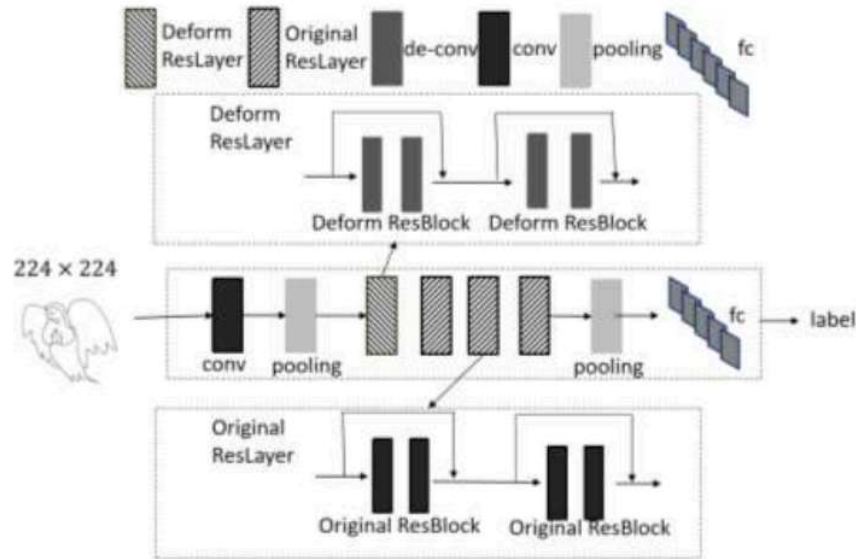 Deform
ResLayer
Original
ResLayer
de-conv
conv
pooling
fc
Deform
ResLayer
Deform ResBlock
Deform ResBlock
224 × 224
conv
pooling
pooling
fc
label
Original
ResLayer
Original ResBlock
Original ResBlock